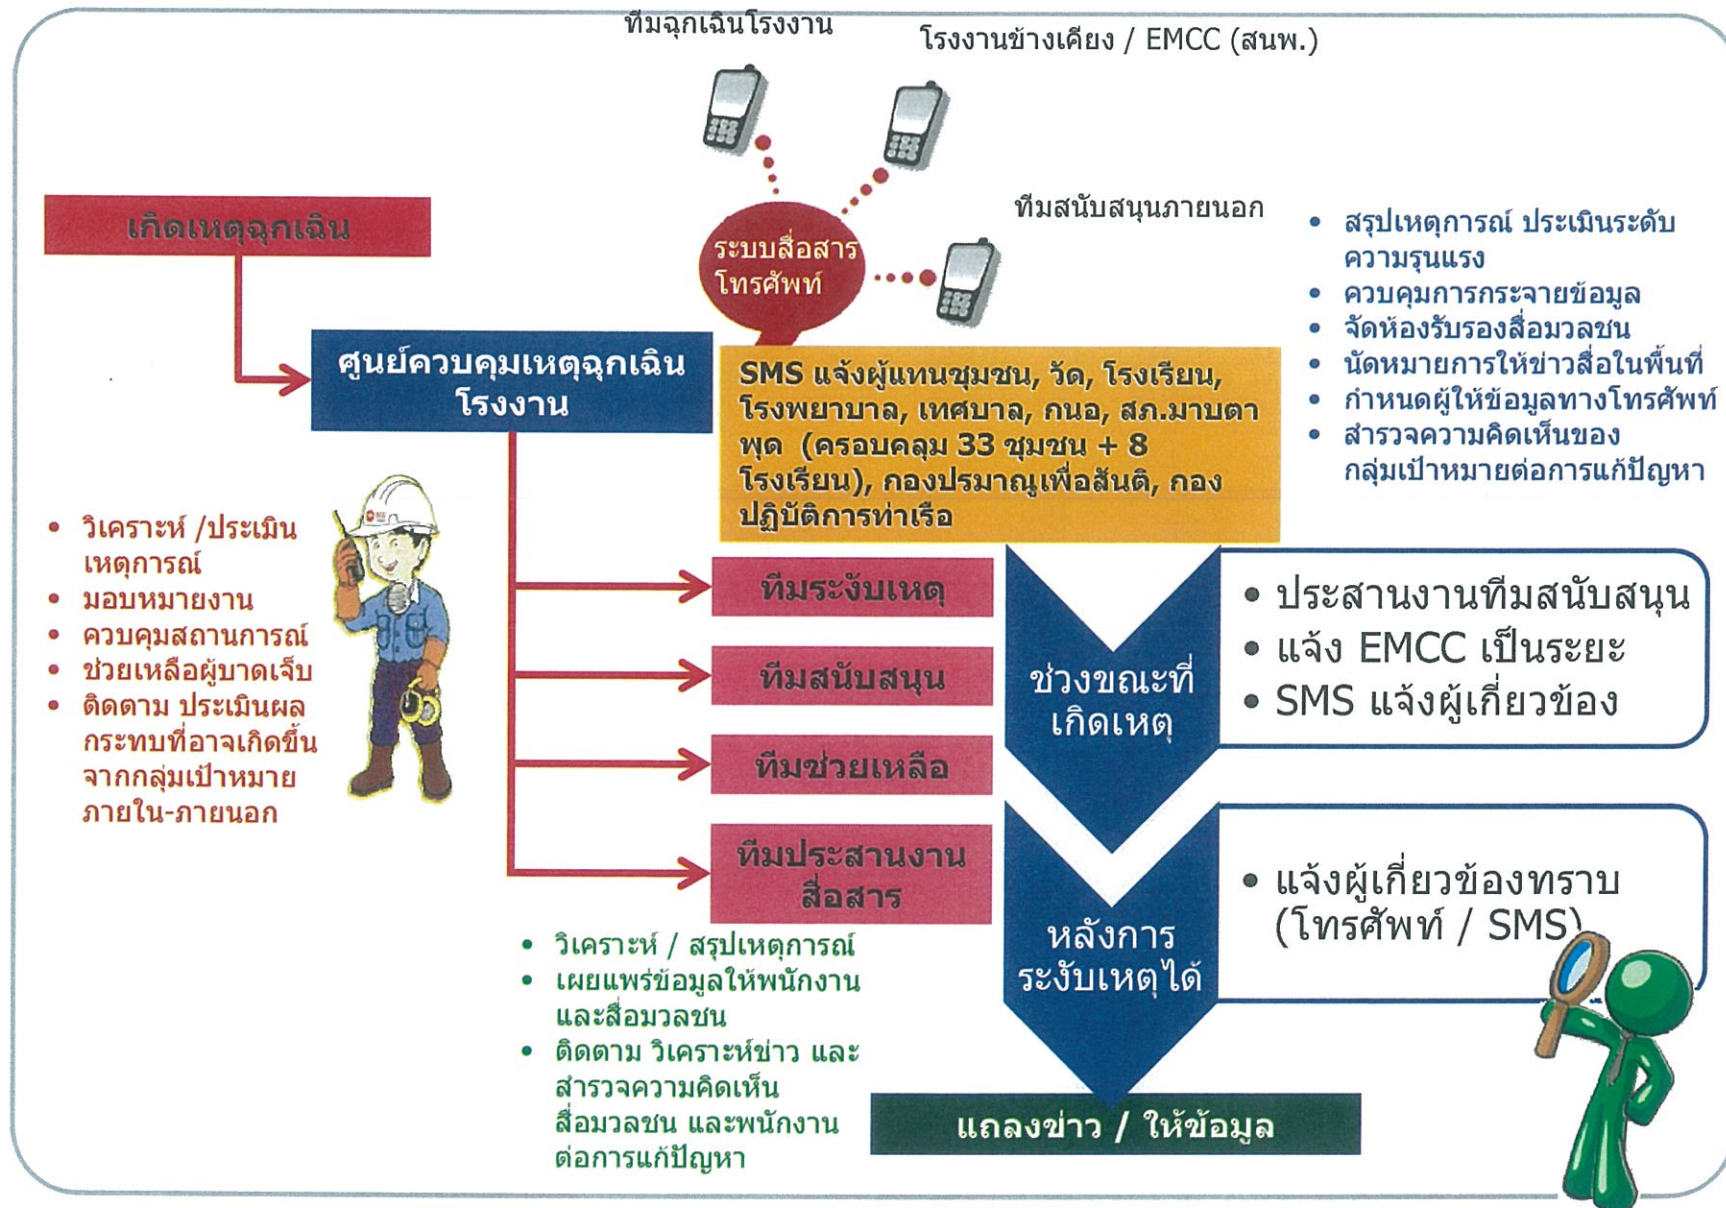 ทีมฉุกเฉินโรงงาน
โรงงานข้างเคียง / EMCC (สนพ.)
ทีมสนับสนุนภายนอก
เกิดเหตุฉุกเฉิน
ระบบสื่อสาร
โทรศัพท์
ศูนย์ควบคุมเหตุฉุกเฉิน
โรงงาน
SMS แจ้งผู้แทนชุมชน, วัด, โรงเรียน,
โรงพยาบาล, เทศบาล, กนอ, สภ.มาบตา
พุด (ครอบคลุม 33 ชุมชน + 8
โรงเรียน), กองปรมาณูเพื่อสันติ, กอง
ปฏิบัติการท่าเรือ
• สรุปเหตุการณ์ ประเมินระดับ
ความรุนแรง
• ควบคุมการกระจายข้อมูล
• จัดห้องรับรองสื่อมวลชน
• นัดหมายการให้ข่าวสื่อในพื้นที่
• กำหนดผู้ให้ข้อมูลทางโทรศัพท์
• สำรวจความคิดเห็นของ
กลุ่มเป้าหมายต่อการแก้ปัญหา
• วิเคราะห์ /ประเมิน
เหตุการณ์
• มอบหมายงาน
• ควบคุมสถานการณ์
• ช่วยเหลือผู้บาดเจ็บ
• ติดตาม ประเมินผล
กระทบที่อาจเกิดขึ้น
จากกลุ่มเป้าหมาย
ภายใน-ภายนอก
ทีมระงับเหตุ
ทีมสนับสนุน
ทีมช่วยเหลือ
ทีมประสานงาน
สื่อสาร
ช่วงขณะที่
เกิดเหตุ
• ประสานงานทีมสนับสนุน
• แจ้ง EMCC เป็นระยะ
• SMS แจ้งผู้เกี่ยวข้อง
หลังการ
ระงับเหตุได้
• แจ้งผู้เกี่ยวข้องทราบ
(โทรศัพท์ / SMS)
• วิเคราะห์ / สรุปเหตุการณ์
• เผยแพร่ข้อมูลให้พนักงาน
และสื่อมวลชน
• ติดตาม วิเคราะห์ข่าว และ
สำรวจความคิดเห็น
สื่อมวลชน และพนักงาน
ต่อการแก้ปัญหา
แถลงข่าว / ให้ข้อมูล